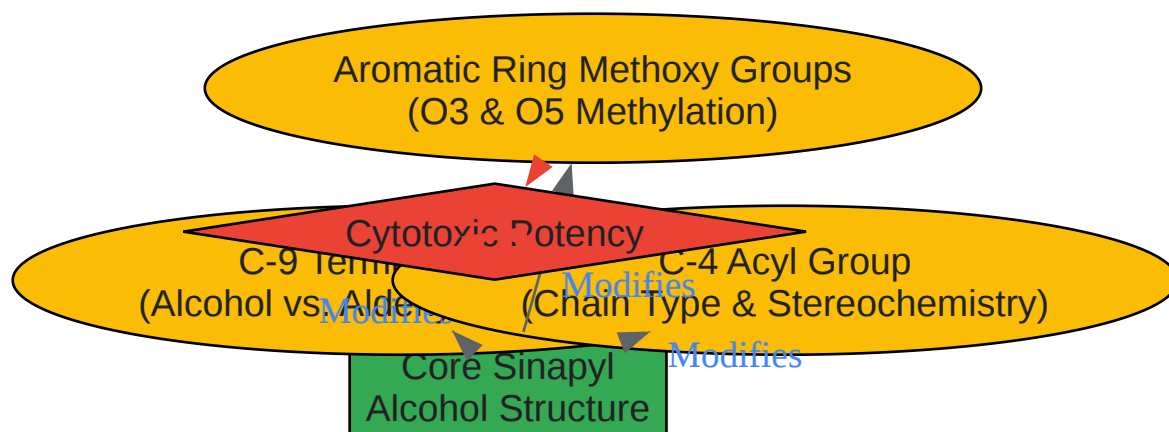 Aromatic Ring Methoxy Groups
(O3 & O5 Methylation)
Cytotoxic Potency
C-9
C-4 Acyl Group
(Alcohol vs.
(Chain Type & Stereochemistry)
Modifies
Modifies
Core Sinapyl
Alcohol Structure